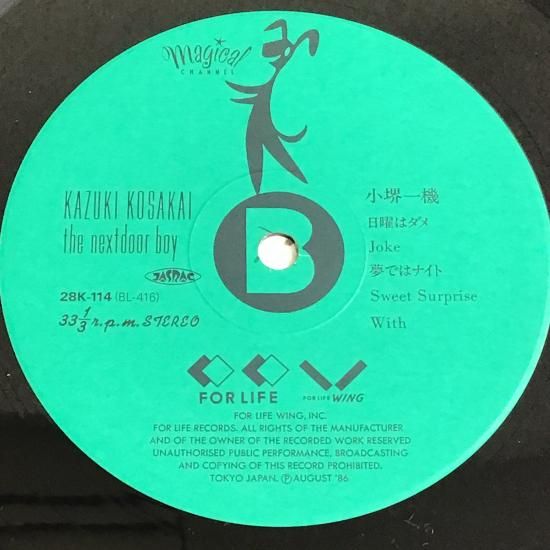 magical
CHANNEL
KAZUKI KOSAKAI
the nextdoor boy
JASRAC
28K-114 (BL-416)
33 1/3 r.p.m. STEREO
B
小堺一機
日曜はダメ
Joke
夢ではナイト
Sweet Surprise
With
FOR LIFE
FOR LIFE WING
FOR LIFE WING, INC.
FOR LIFE RECORDS. ALL RIGHTS OF THE MANUFACTURER
AND OF THE OWNER OF THE RECORDED WORK RESERVED
UNAUTHORISED PUBLIC PERFORMANCE, BROADCASTING
AND COPYING OF THIS RECORD PROHIBITED.
TOKYO JAPAN. Ⓟ AUGUST '86